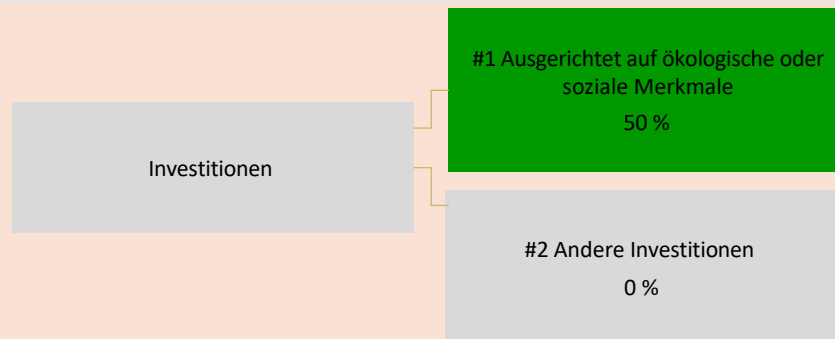 Investitionen
#1 Ausgerichtet auf ökologische oder
soziale Merkmale
50 %
#2 Andere Investitionen
0 %